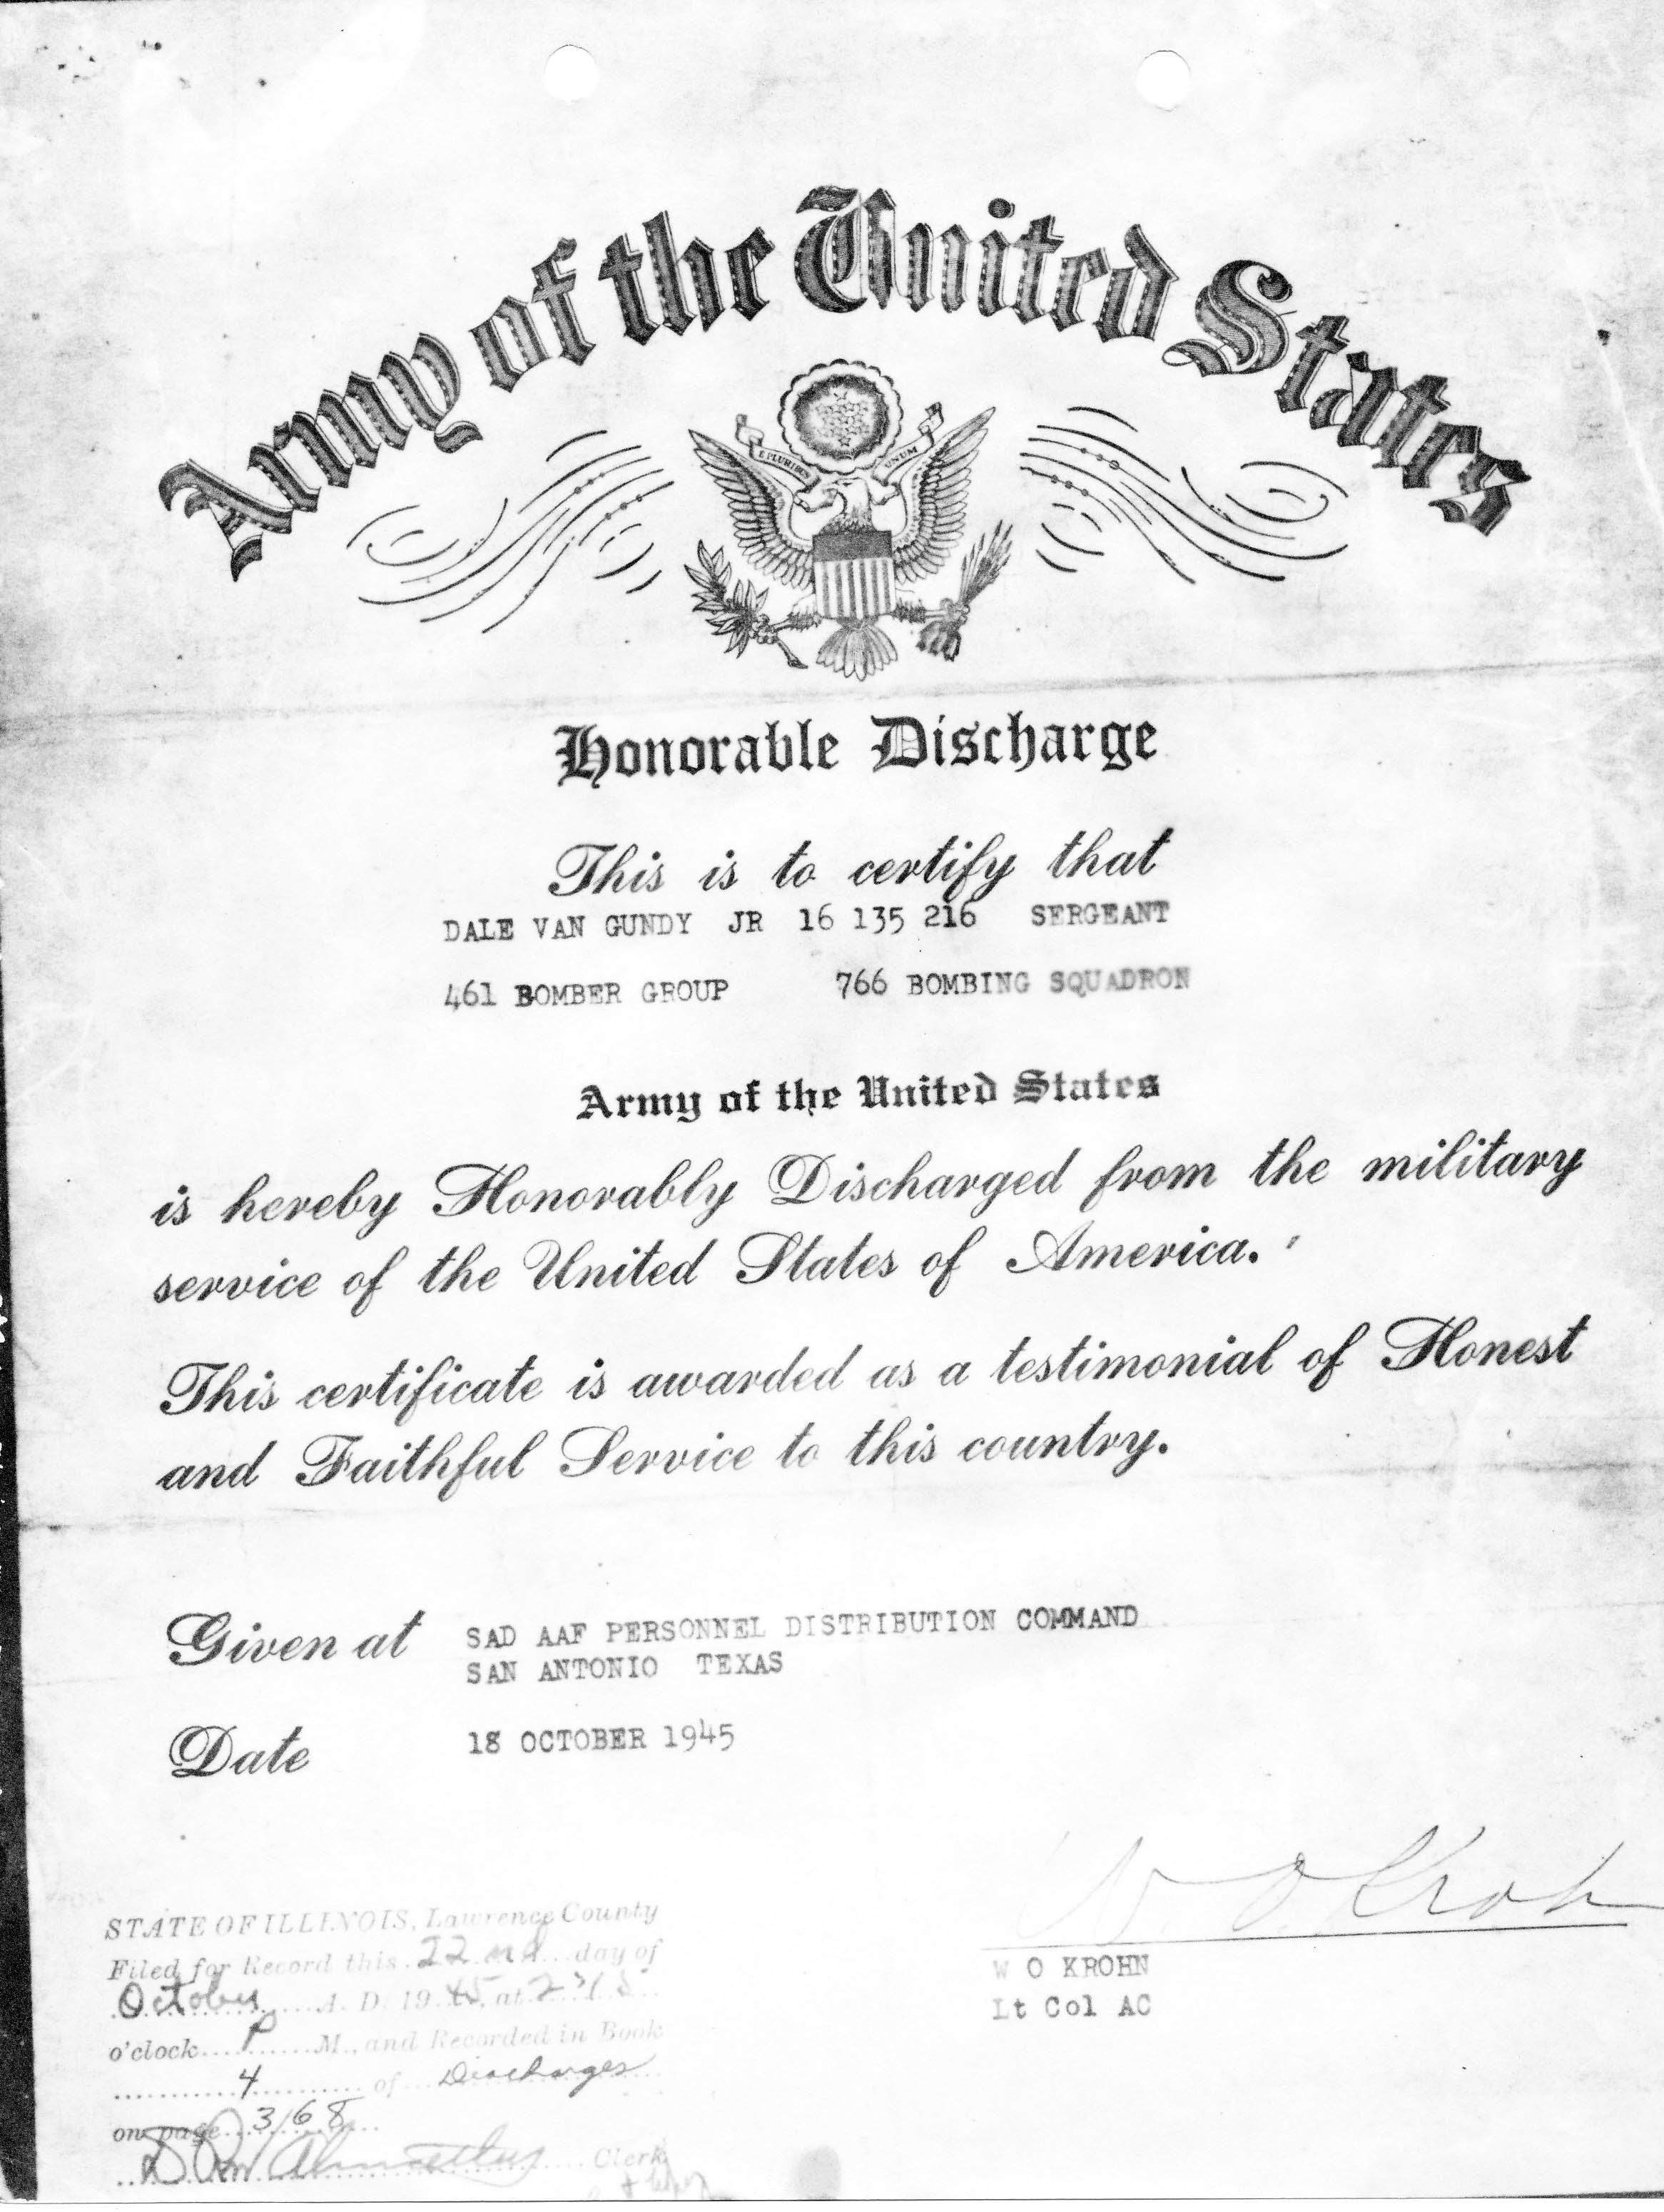 Army of the United States
E PLURIBUS UNUM
Honorable Discharge
This is to certify that
DALE VAN GUNDY JR 16 135 216 SERGEANT
461 BOMBER GROUP 766 BOMBING SQUADRON
Army of the United States
is hereby Honorably Discharged from the military
service of the United States of America.
This certificate is awarded as a testimonial of Honest
and Faithful Service to this country.
Given at SAD AAF PERSONNEL DISTRIBUTION COMMAND
SAN ANTONIO TEXAS
Date 18 OCTOBER 1945
W O Krohn
W O KROHN
Lt Col AC
STATE OF ILLINOIS, Lawrence County
Filed for Record this 22nd day of
October A. D. 1945, at
o'clock P M., and Recorded in Book
4 of Discharges
on page 368
Clerk